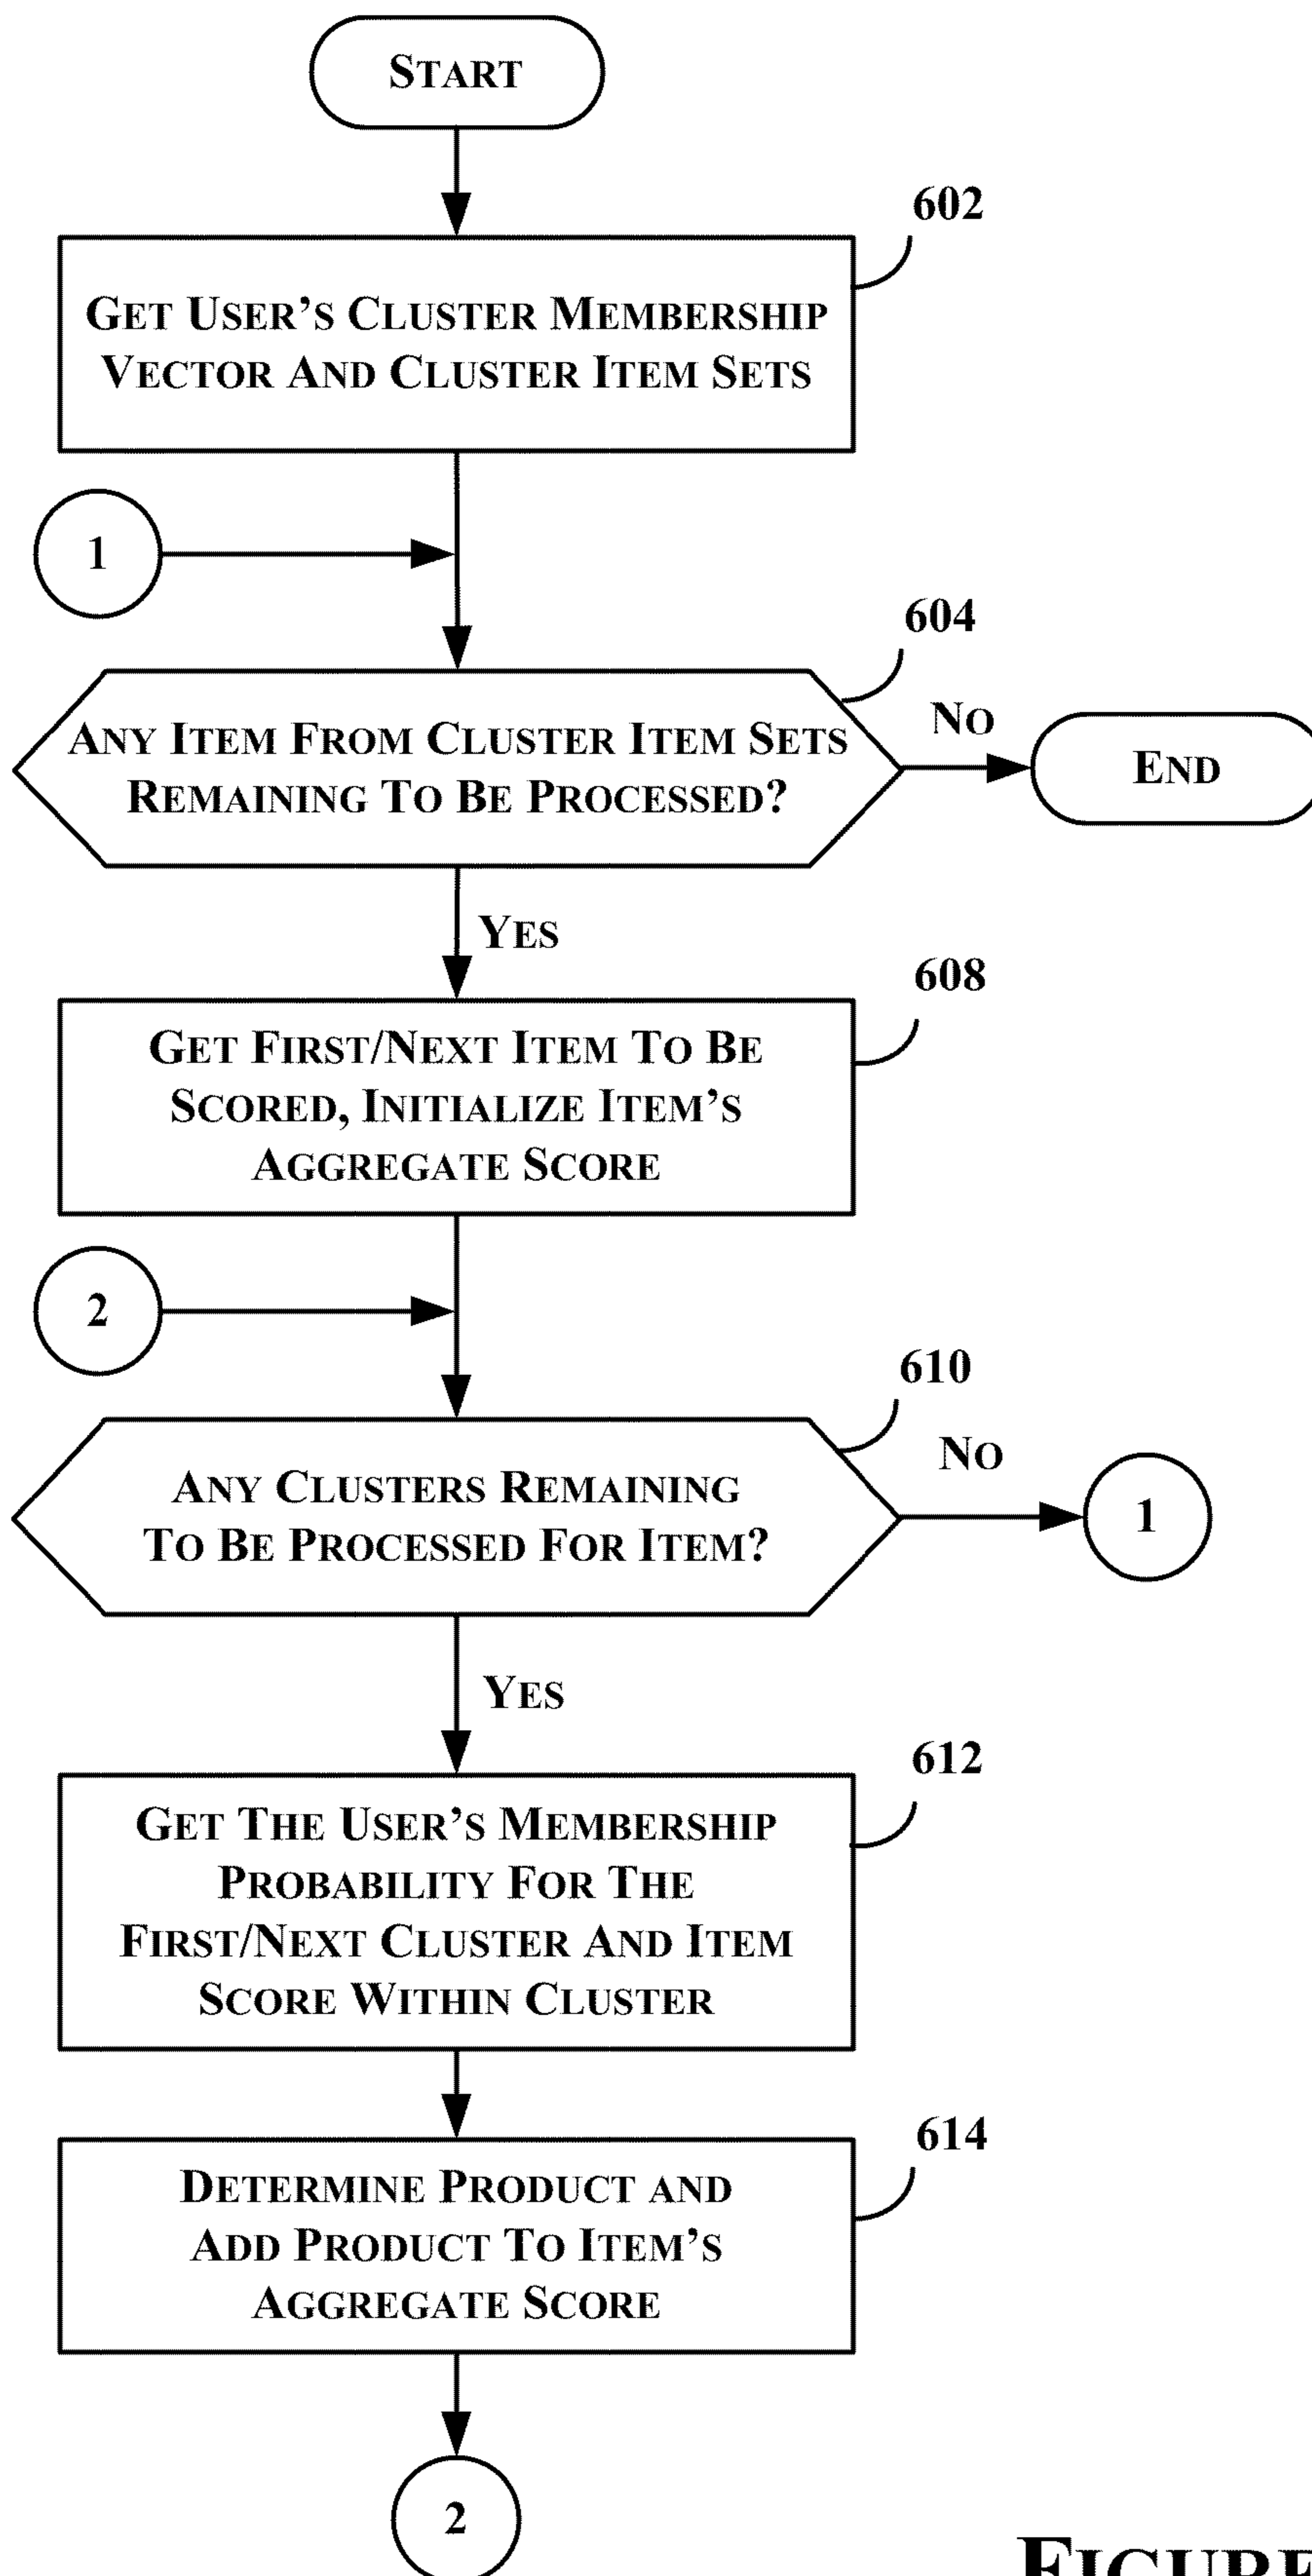 START
602
GET USER'S CLUSTER MEMBERSHIP
VECTOR AND CLUSTER ITEM SETS
1
604
ANY ITEM FROM CLUSTER ITEM SETS
REMAINING TO BE PROCESSED?
NO
END
YES
608
GET FIRST/NEXT ITEM TO BE
SCORED, INITIALIZE ITEM'S
AGGREGATE SCORE
2
610
ANY CLUSTERS REMAINING
TO BE PROCESSED FOR ITEM?
NO
1
YES
612
GET THE USER'S MEMBERSHIP
PROBABILITY FOR THE
FIRST/NEXT CLUSTER AND ITEM
SCORE WITHIN CLUSTER
614
DETERMINE PRODUCT AND
ADD PRODUCT TO ITEM'S
AGGREGATE SCORE
2
FIGURE